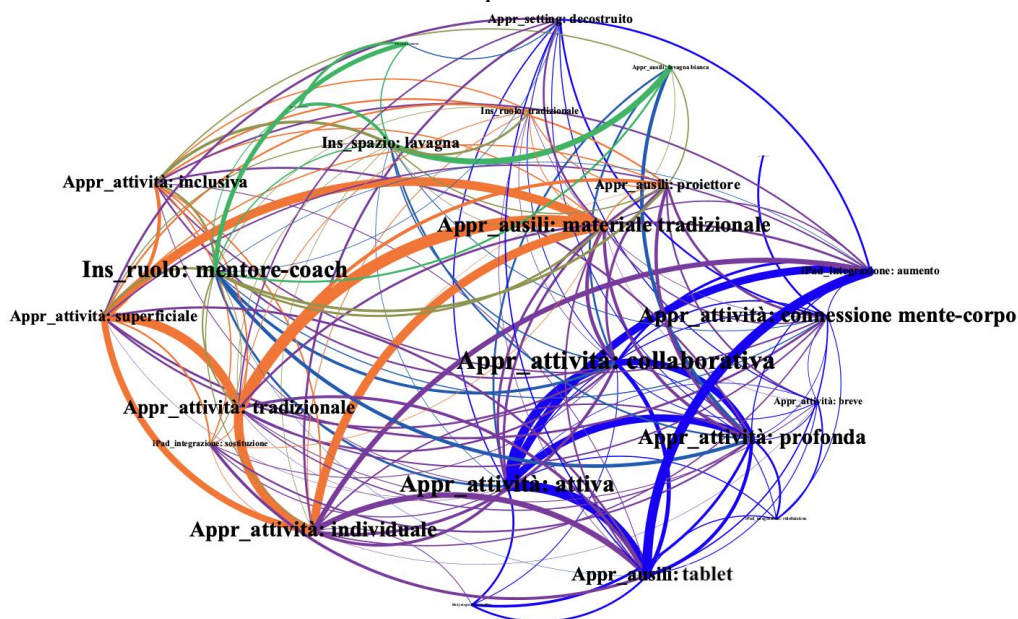 Appr_setting: decostruito
Appr_ausili: lavagna bianca
Ins_ruolo: tradizionale
Ins_spazio: lavagna
Appr_attività: inclusiva
Appr_ausili: proiettore
Appr_ausili: materiale tradizionale
Ins_ruolo: mentore-coach
iPad_integrazione: aumento
Appr_attività: superficiale
Appr_attività: connessione mente-corpo
Appr_attività: collaborativa
Appr_attività: breve
Appr_attività: tradizionale
iPad_integrazione: sostituzione
Appr_attività: profonda
Appr_attività: attiva
Appr_attività: individuale
Appr_ausili: tablet